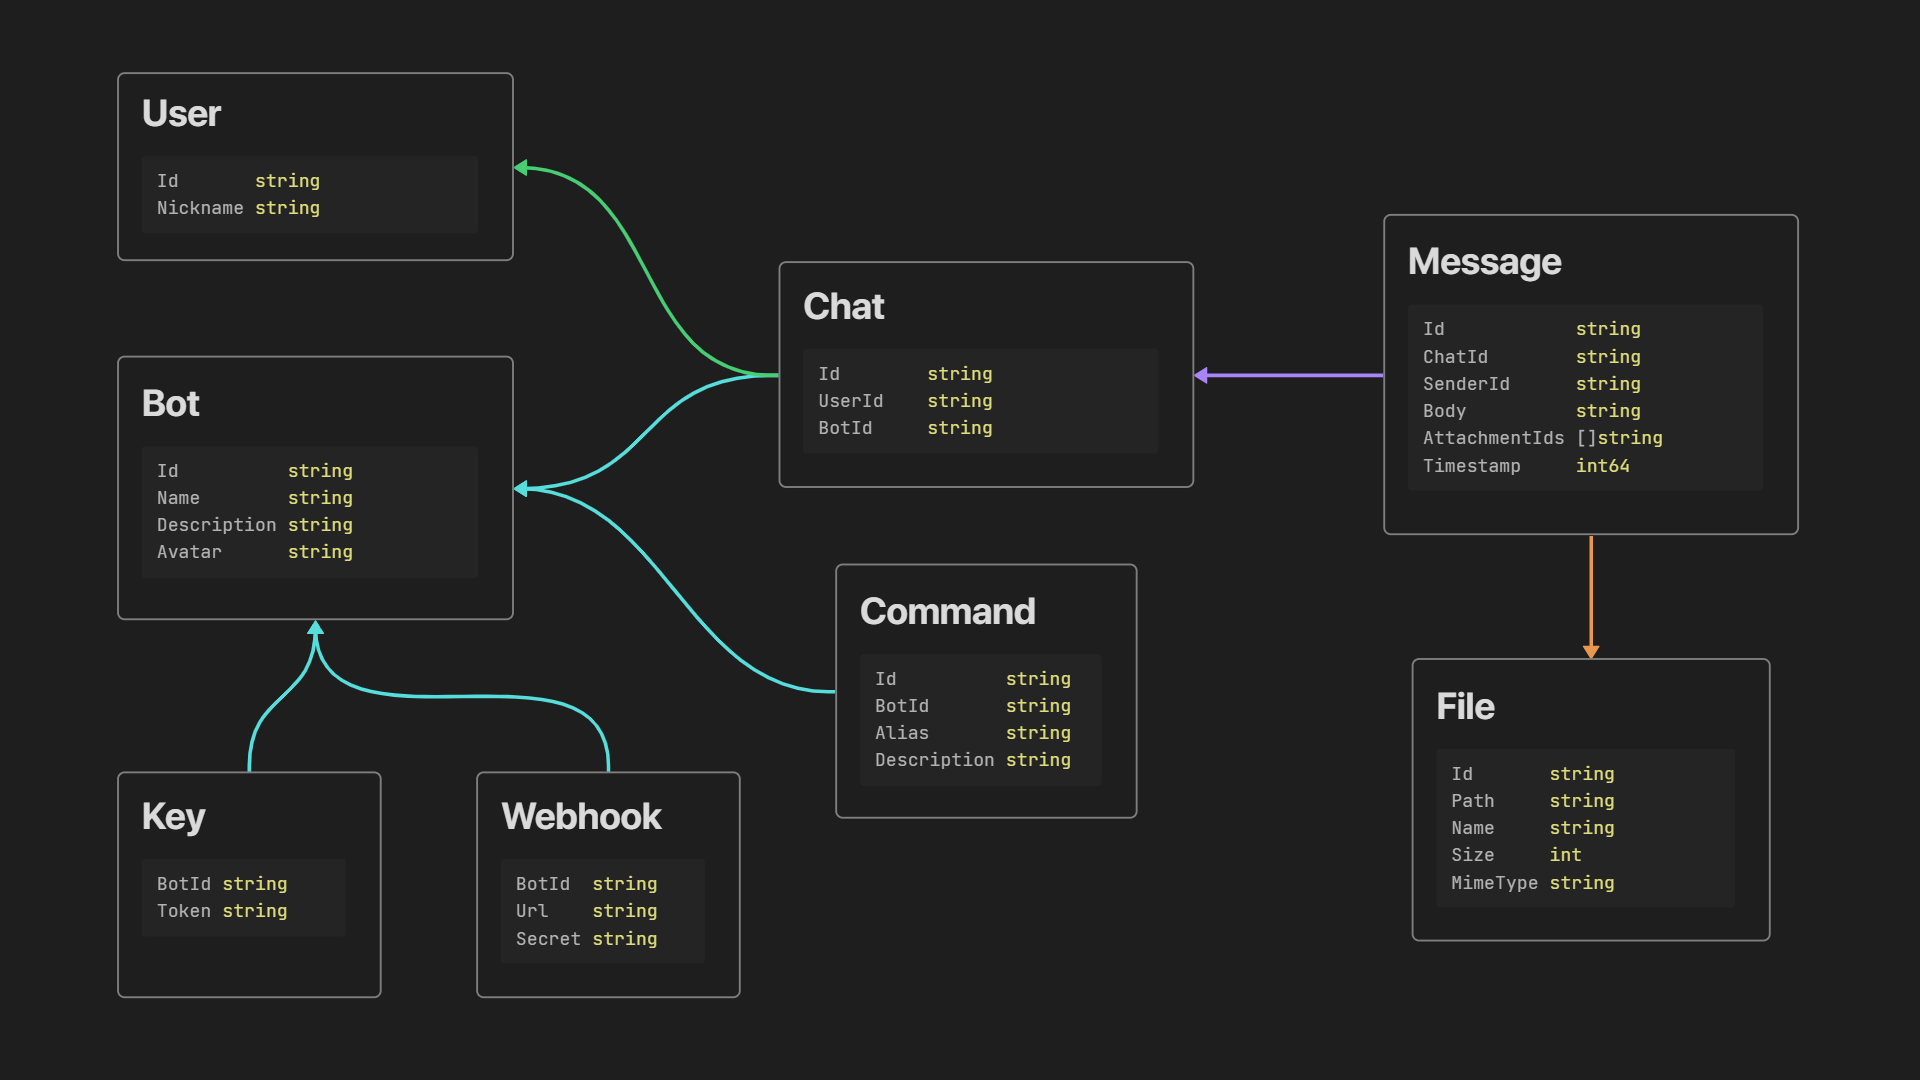 User
Id string
Nickname string
Bot
Id string
Name string
Description string
Avatar string
Chat
Id string
UserId string
BotId string
Message
Id string
ChatId string
SenderId string
Body string
AttachmentIds []string
Timestamp int64
Command
Id string
BotId string
Alias string
Description string
File
Id string
Path string
Name string
Size int
MimeType string
Key
BotId string
Token string
Webhook
BotId string
Url string
Secret string